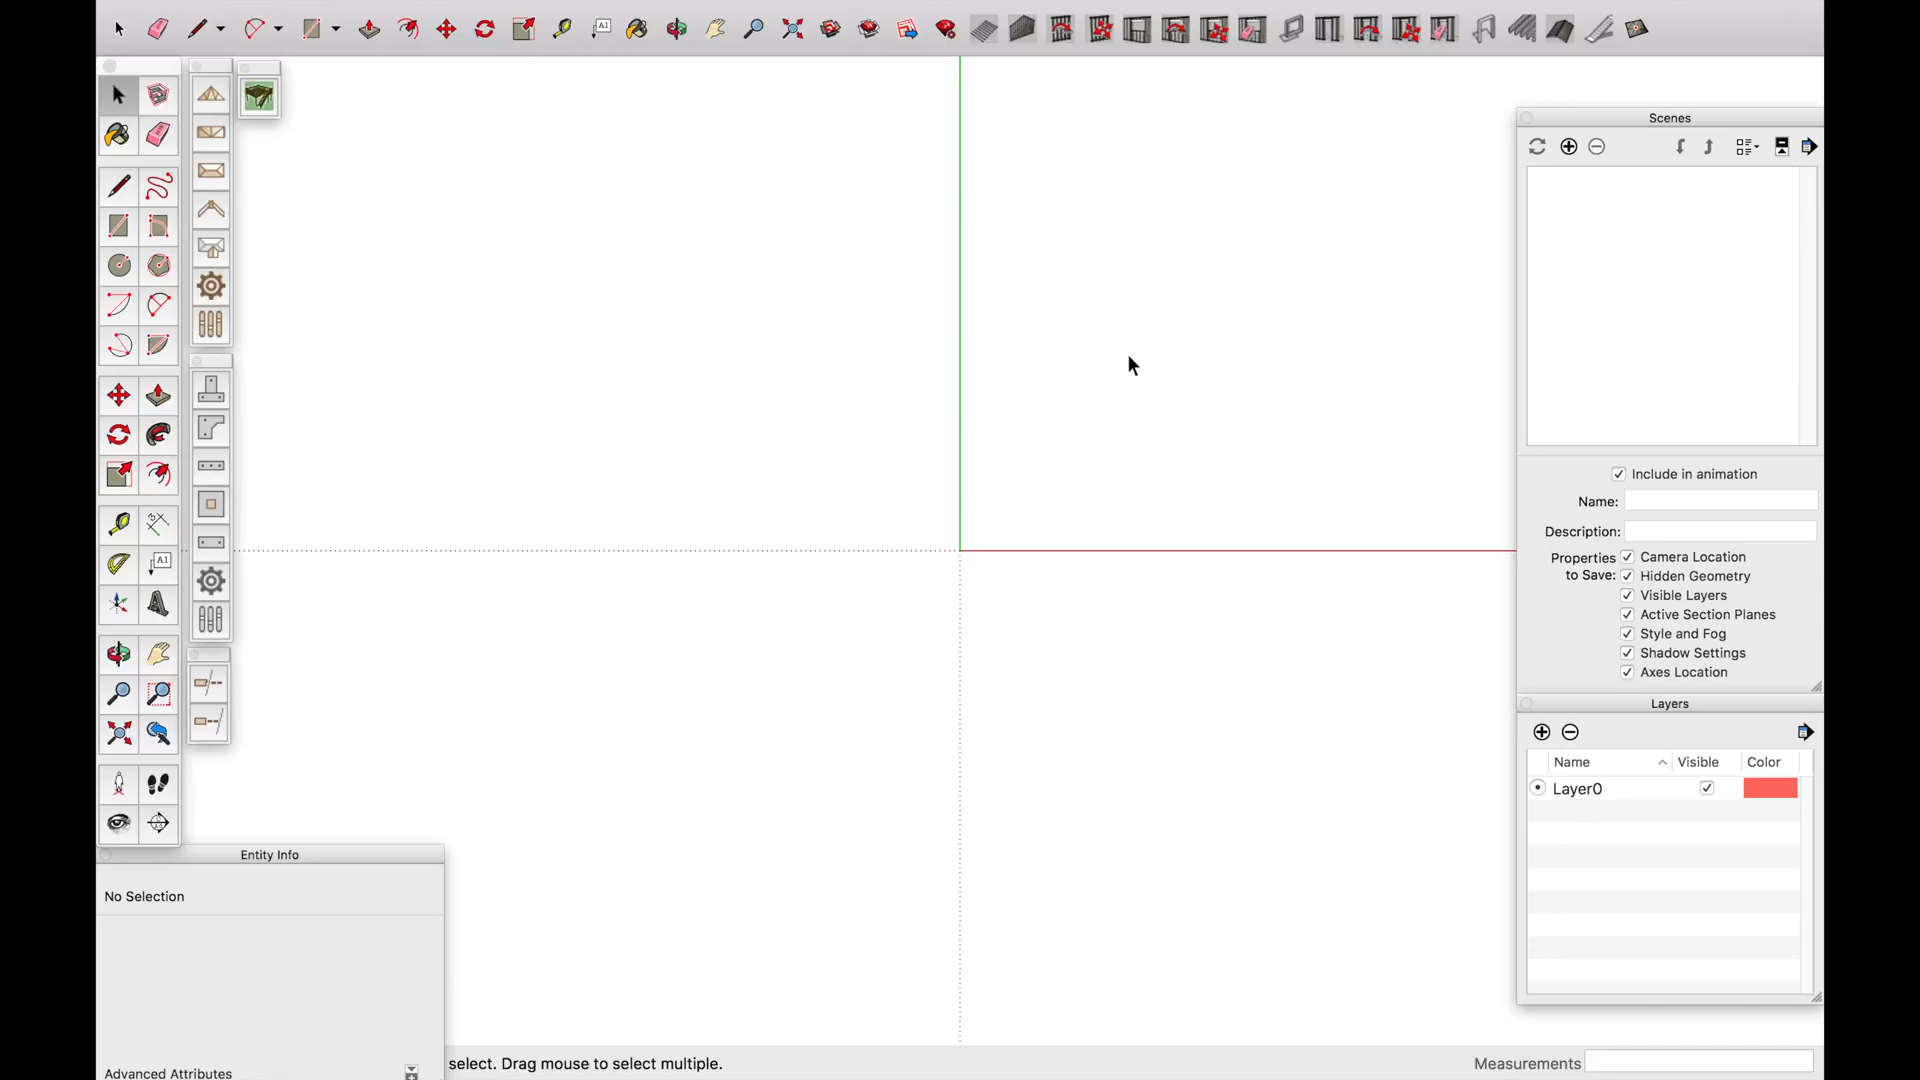 A1
Scenes
Include in animation
Name:
Description:
Properties to Save:
Camera Location
Hidden Geometry
Visible Layers
Active Section Planes
Style and Fog
Shadow Settings
Axes Location
A1
Layers
Name Visible Color
Layer0
Entity Info
No Selection
Advanced Attributes
select. Drag mouse to select multiple.
Measurements